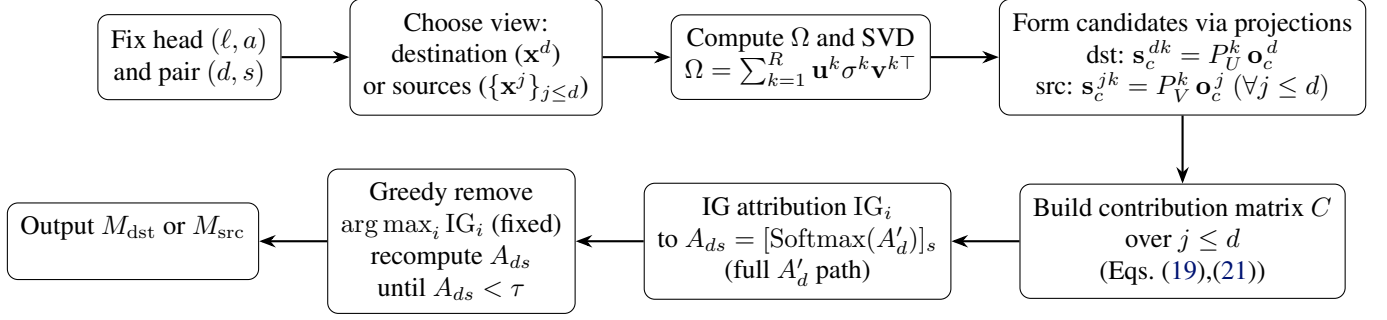 Fix head (ℓ, a)
and pair (d, s)
Choose view:
destination (x^d)
or sources ({x^j}_{j≤d})
Compute Ω and SVD
Ω = ∑_{k=1}^{R} u^k σ^k v^{k⊤}
Form candidates via projections
dst: s_c^{dk} = P_U^k o_c^d
src: s_c^{jk} = P_V^k o_c^j (∀j ≤ d)
Build contribution matrix C
over j ≤ d
(Eqs. (19),(21))
IG attribution IG_i
to A_{ds} = [Softmax(A'_d)]_s
(full A'_d path)
Greedy remove
arg max_i IG_i (fixed)
recompute A_{ds}
until A_{ds} < τ
Output M_dst or M_src